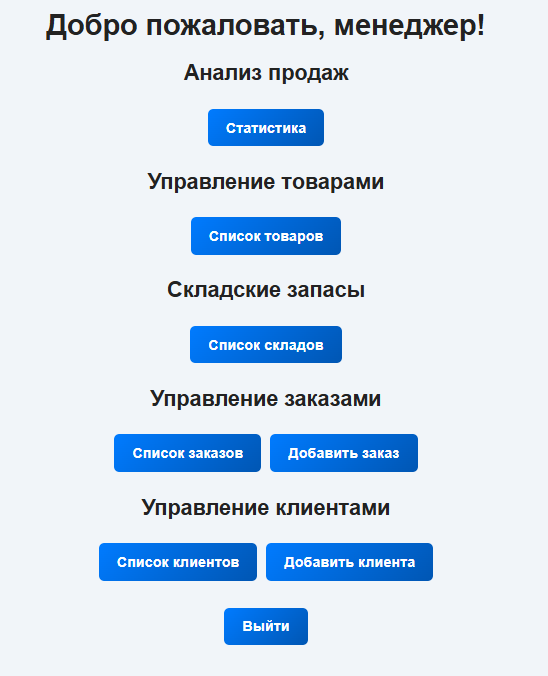 Добро пожаловать, менеджер!
Анализ продаж
Статистика
Управление товарами
Список товаров
Складские запасы
Список складов
Управление заказами
Список заказов Добавить заказ
Управление клиентами
Список клиентов Добавить клиента
Выйти